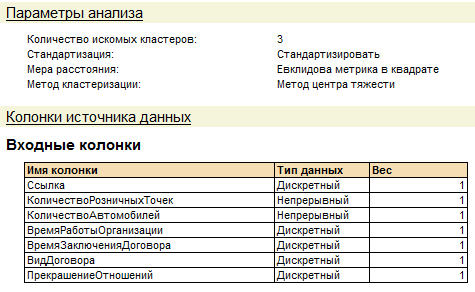 Параметры анализа
Количество искомых кластеров: 3
Стандартизация: Стандартизировать
Мера расстояния: Евклидова метрика в квадрате
Метод кластеризации: Метод центра тяжести
Колонки источника данных
Входные колонки
Имя колонки Тип данных Вес
Ссылка Дискретный 1
КоличествоРозничныхТочек Непрерывный 1
КоличествоАвтомобилей Непрерывный 1
ВремяРаботыОрганизации Дискретный 1
ВремяЗаключенияДоговора Дискретный 1
ВидДоговора Дискретный 1
ПрекрашениеОтношений Дискретный 1